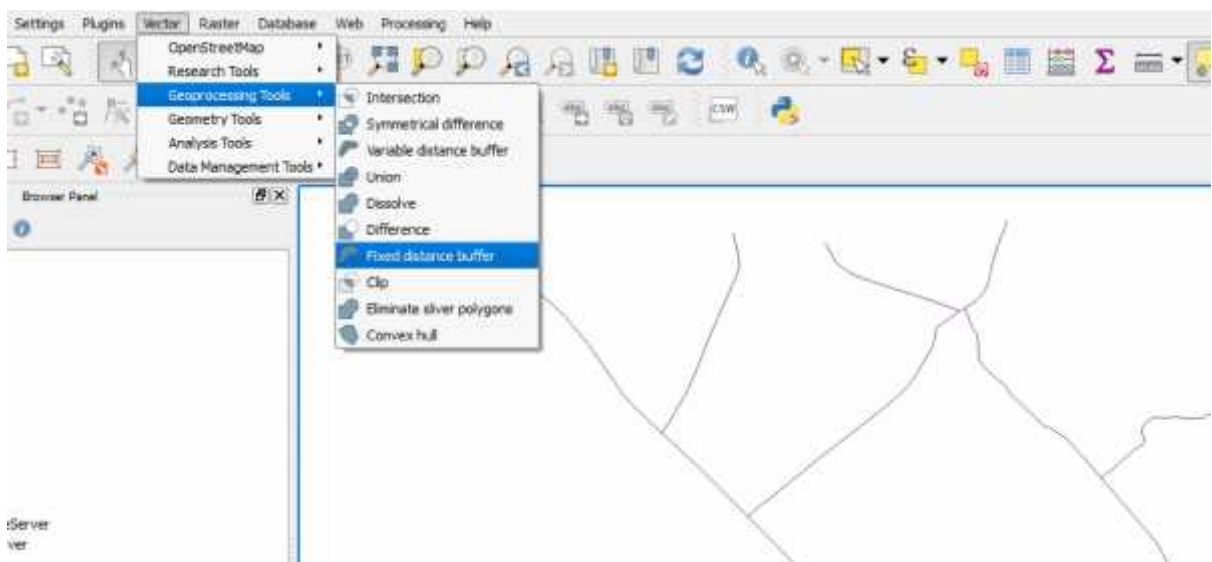 Settings Plugins Vector Raster Database Web Processing Help
OpenStreetMap
Research Tools
Geoprocessing Tools
Geometry Tools
Analysis Tools
Data Management Tools
Intersection
Symmetrical difference
Variable distance buffer
Union
Dissolve
Difference
Fixed distance buffer
Clip
Eliminate sliver polygons
Convex hull
CSW
Browser Panel
eServer
ver